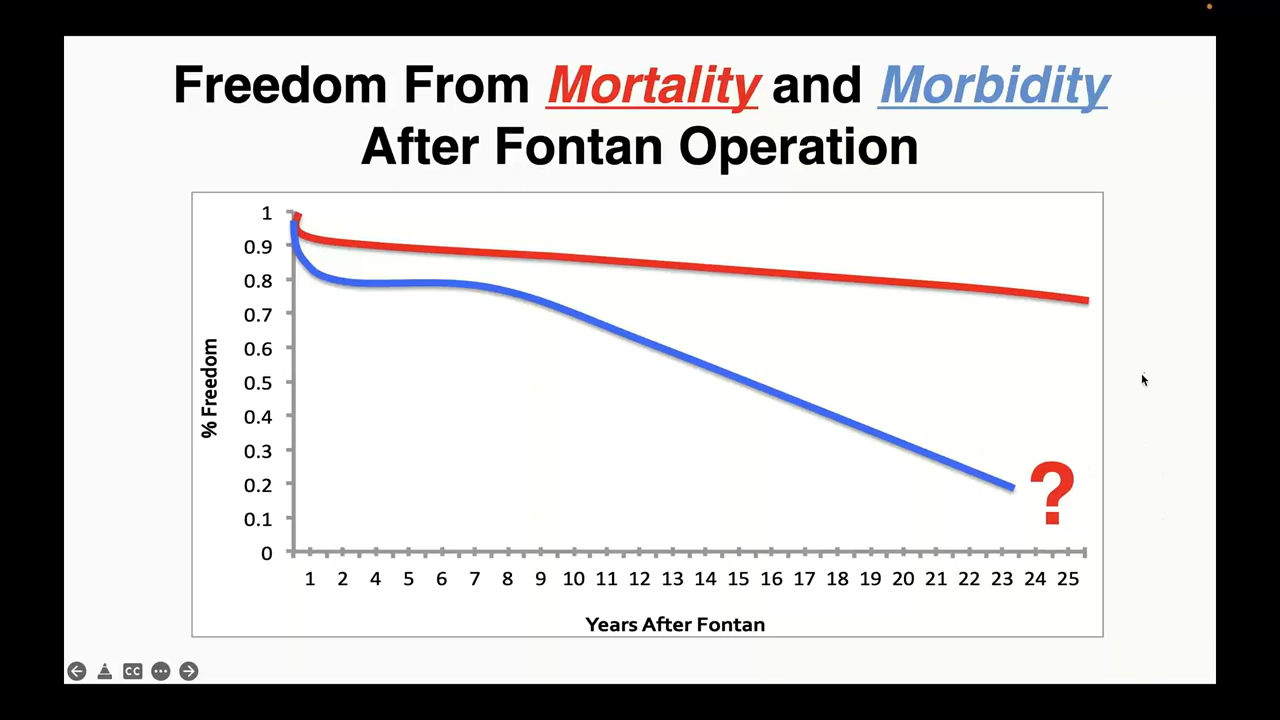 Freedom From Mortality and Morbidity
After Fontan Operation
1
0.9
0.8
0.7
0.6
0.5
0.4
0.3
0.2
0.1
0
% Freedom
?
1 2 4 5 6 7 8 9 10 11 12 13 14 15 16 17 18 19 20 21 22 23 24 25
Years After Fontan
CC